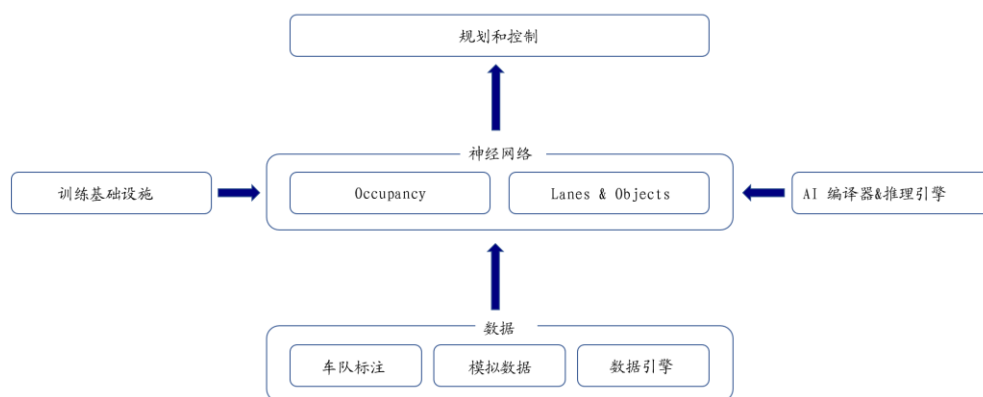 规划和控制
神经网络
训练基础设施
Occupancy
Lanes & Objects
AI 编译器&推理引擎
数据
车队标注
模拟数据
数据引擎